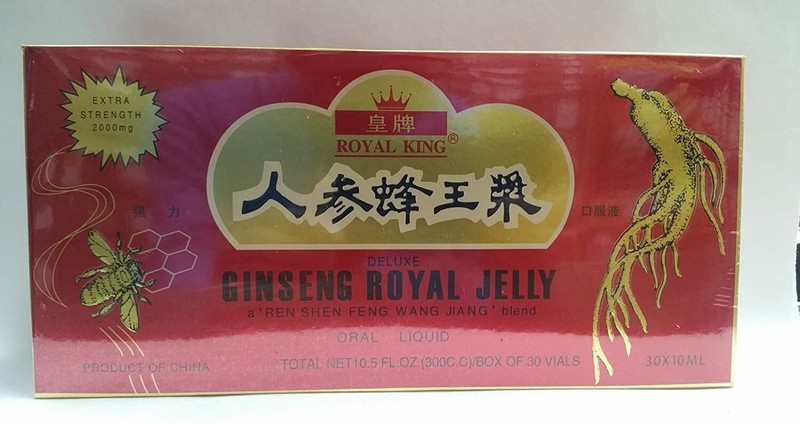 EXTRA
STRENGTH
2000mg
皇牌
ROYAL KING®
人参蜂王浆
强力
口服液
DELUXE
GINSENG ROYAL JELLY
a 'REN SHEN FENG WANG JIANG' blend
ORAL LIQUID
PRODUCT OF CHINA
TOTAL NET10.5 FL.OZ.(300C.C)/BOX OF 30 VIALS
30X10ML